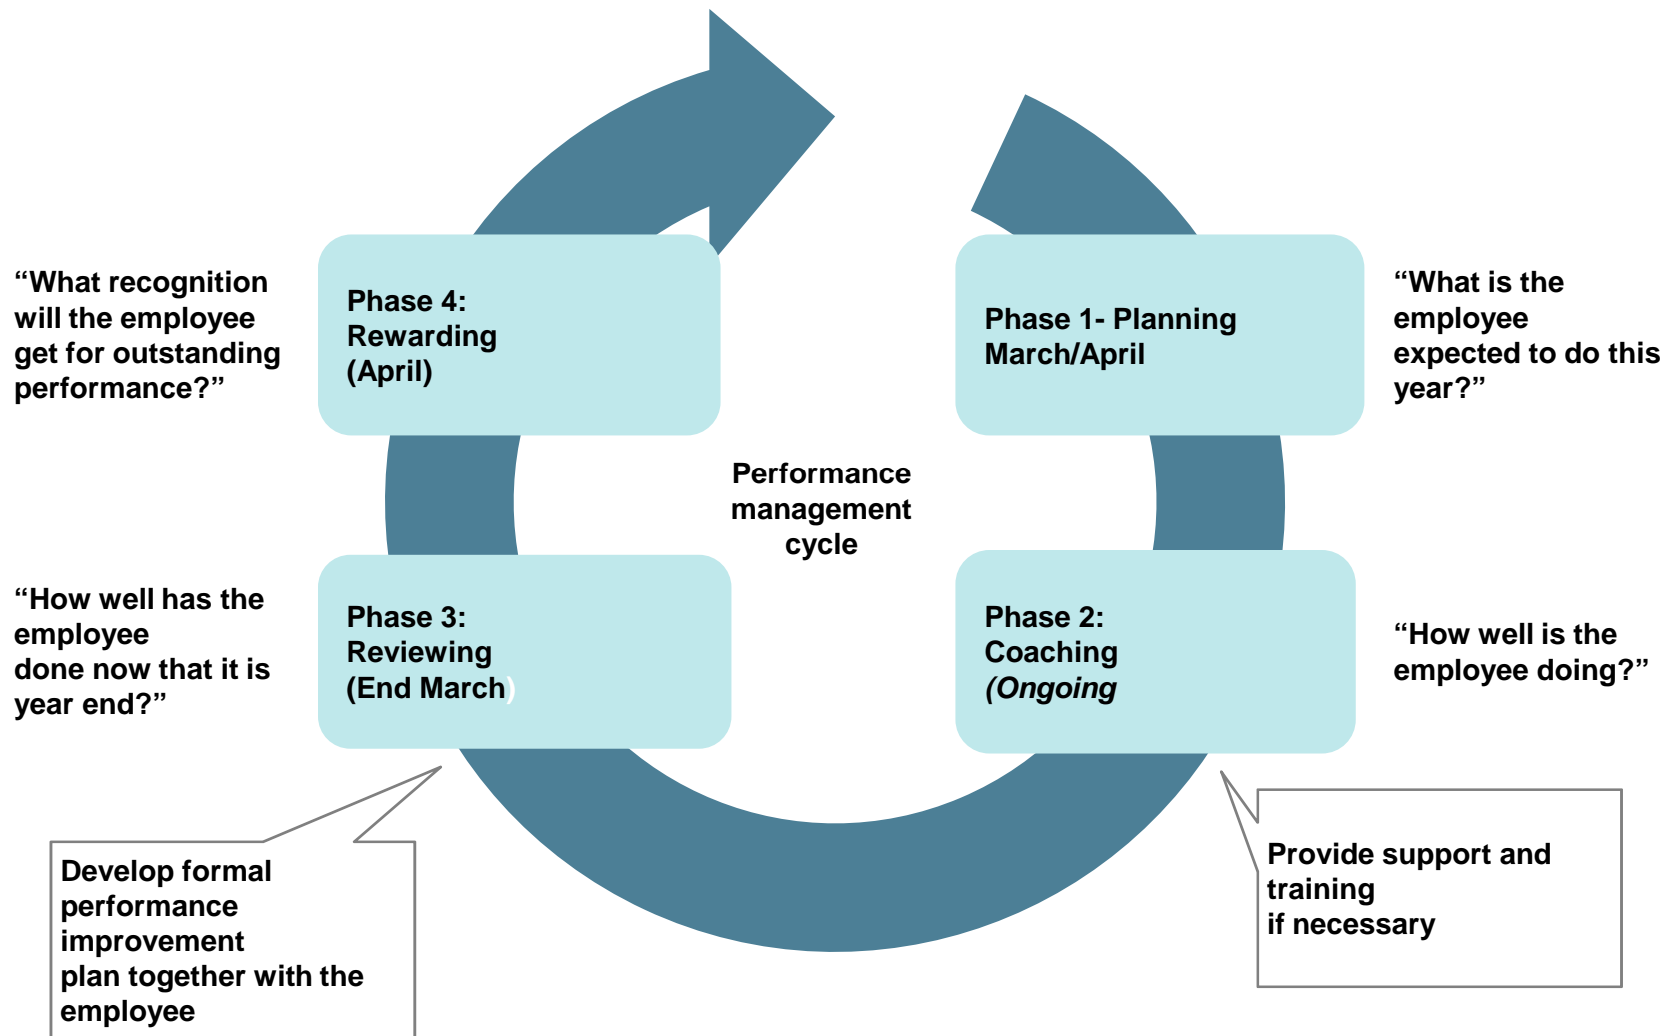 “What recognition
will the employee
get for outstanding
performance?”
Phase 4:
Rewarding
(April)
Phase 1- Planning
March/April
“What is the
employee
expected to do this
year?”
Performance
management
cycle
“How well has the
employee
done now that it is
year end?”
Phase 3:
Reviewing
(End March)
Phase 2:
Coaching
(Ongoing
“How well is the
employee doing?”
Develop formal
performance
improvement
plan together with the
employee
Provide support and
training
if necessary